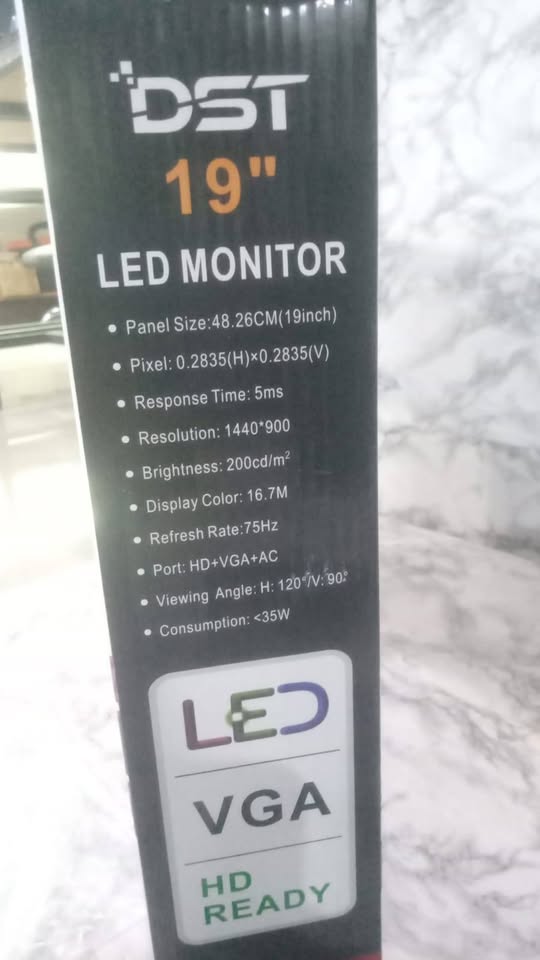 DST
19"
LED MONITOR
• Panel Size:48.26CM(19inch)
• Pixel: 0.2835(H)×0.2835(V)
• Response Time: 5ms
• Resolution: 1440*900
• Brightness: 200cd/m²
• Display Color: 16.7M
• Refresh Rate:75Hz
• Port: HD+VGA+AC
• Viewing Angle: H: 120°/V: 90°
• Consumption: <35W
LED
VGA
HD
READY